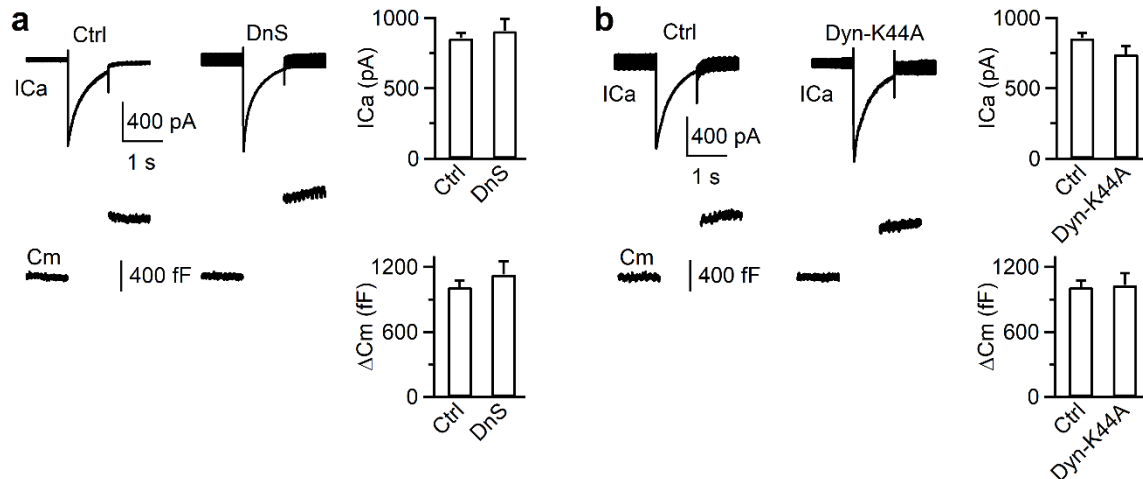 a
Ctrl
DnS
ICa
400 pA
1 s
Cm
400 fF
ICa (pA)
1000
500
0
Ctrl
DnS
ΔCm (fF)
1200
600
0
Ctrl
DnS
b
Ctrl
Dyn-K44A
ICa
ICa
400 pA
1 s
Cm
400 fF
ICa (pA)
1000
500
0
Ctrl
Dyn-K44A
ΔCm (fF)
1200
600
0
Ctrl
Dyn-K44A